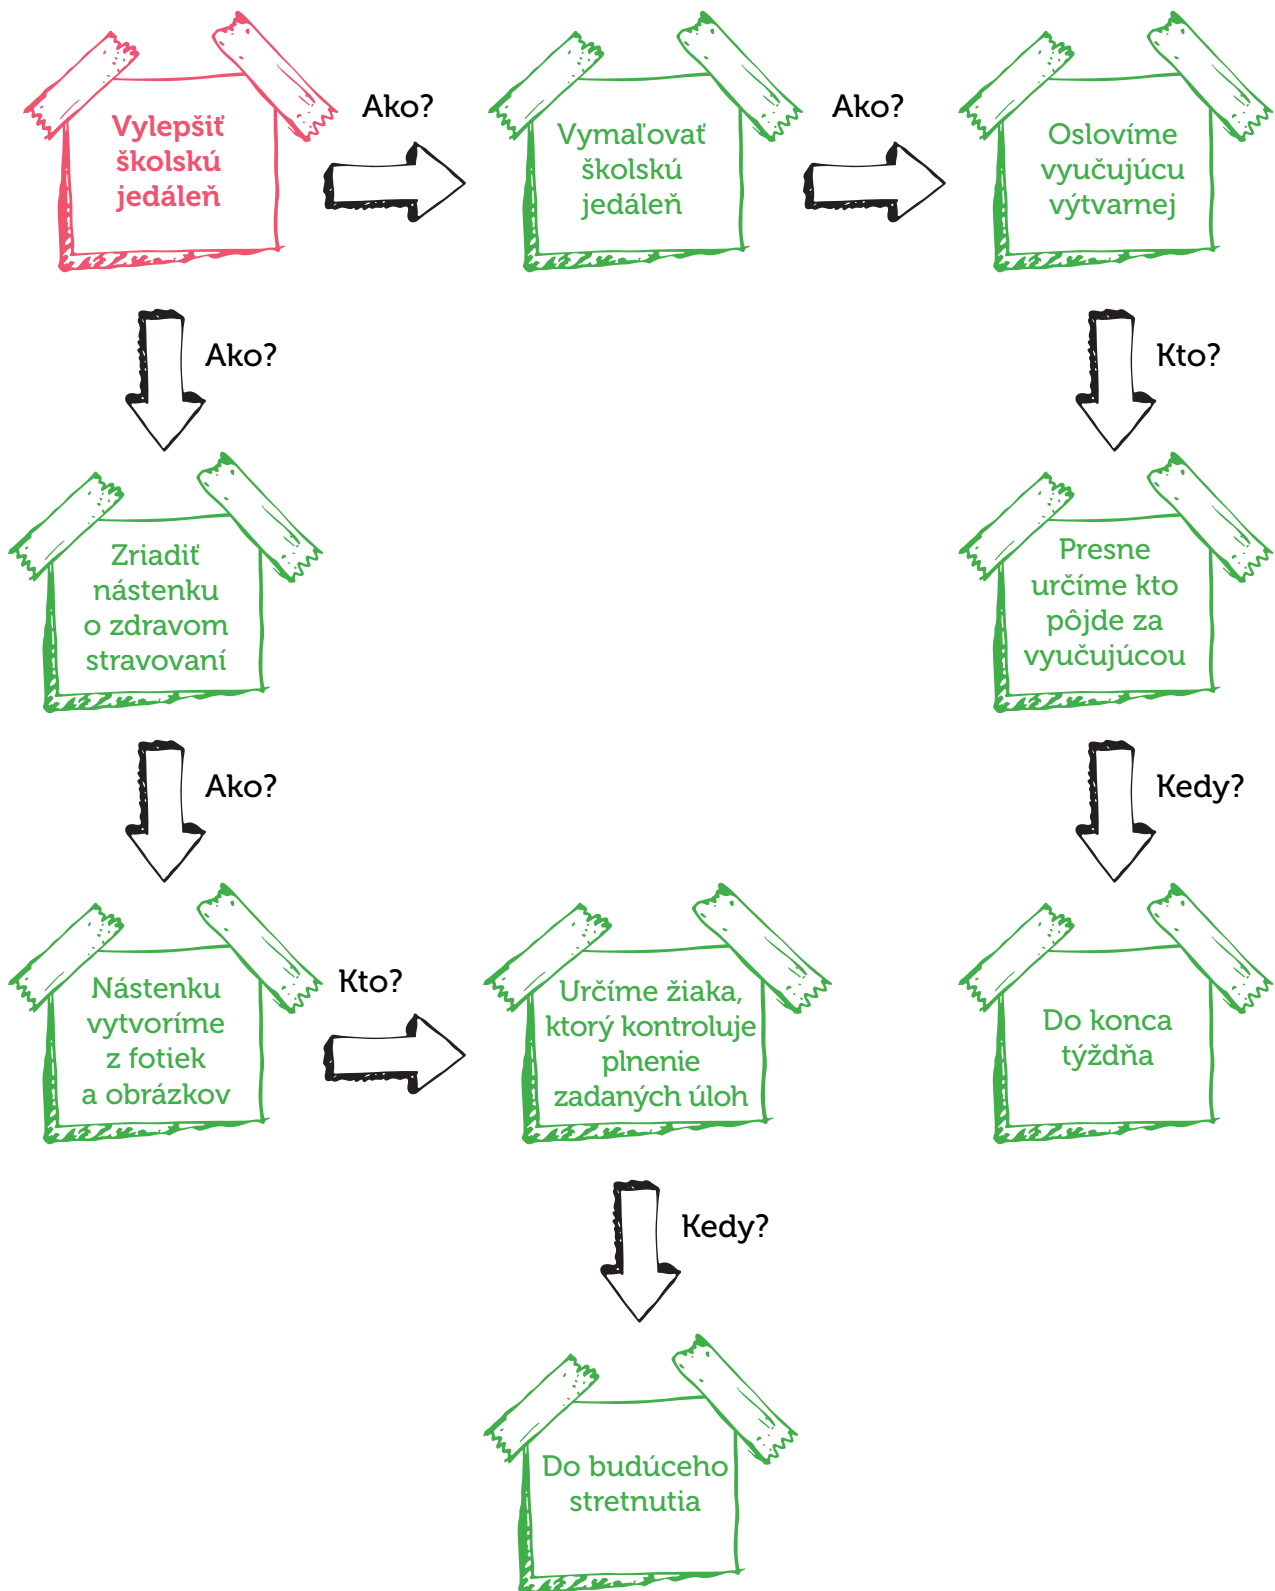 Vylepšiť
školskú
jedáleň
Ako?
Vymaľovať
školskú
jedáleň
Ako?
Oslovíme
vyučujúcu
výtvarnej
Ako?
Kto?
Zriadiť
nástenku
o zdravom
stravovaní
Presne
určíme kto
pôjde za
vyučujúcou
Ako?
Kedy?
Nástenku
vytvoríme
z fotiek
a obrázkov
Kto?
Určíme žiaka,
ktorý kontroluje
plnenie
zadaných úloh
Do konca
týždňa
Kedy?
Do budúceho
stretnutia